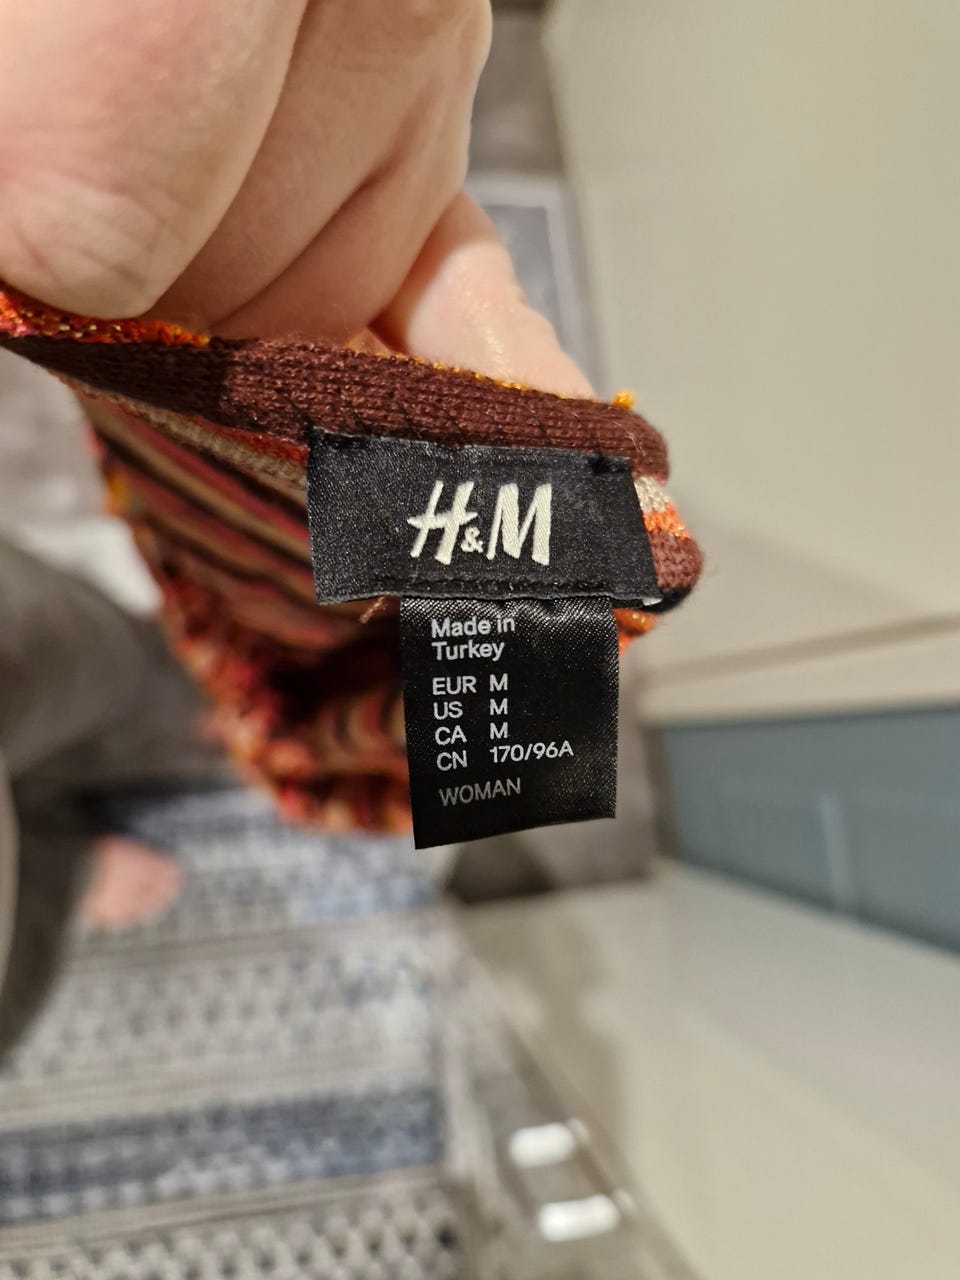 H&M
Made in
Turkey
EUR M
US M
CA M
CN 170/96A
WOMAN